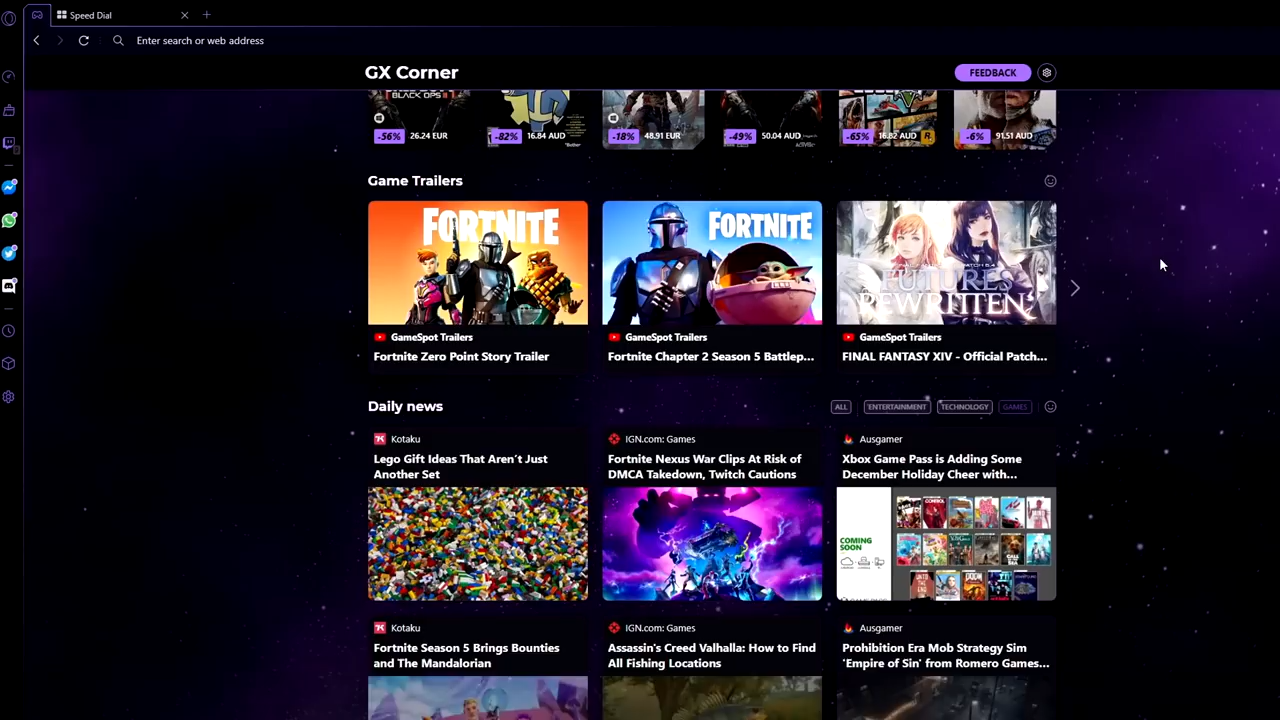 Speed Dial
Enter search or web address
GX Corner
FEEDBACK
BLACK OPS III
-56% 26.24 EUR
-82% 16.84 AUD
-18% 48.91 EUR
-49% 50.04 AUD
-65% 16.82 AUD
-6% 91.51 AUD
Game Trailers
FORTNITE
FORTNITE
FUTURES
REWRITTEN
GameSpot Trailers
GameSpot Trailers
GameSpot Trailers
Fortnite Zero Point Story Trailer
Fortnite Chapter 2 Season 5 Battlep...
FINAL FANTASY XIV - Official Patch...
Daily news
ALL
ENTERTAINMENT
TECHNOLOGY
GAMES
Kotaku
Lego Gift Ideas That Aren't Just
Another Set
IGN.com: Games
Fortnite Nexus War Clips At Risk of
DMCA Takedown, Twitch Cautions
Ausgamer
Xbox Game Pass is Adding Some
December Holiday Cheer with...
COMING
SOON
Kotaku
Fortnite Season 5 Brings Bounties
and The Mandalorian
IGN.com: Games
Assassin's Creed Valhalla: How to Find
All Fishing Locations
Ausgamer
Prohibition Era Mob Strategy Sim
'Empire of Sin' from Romero Games...